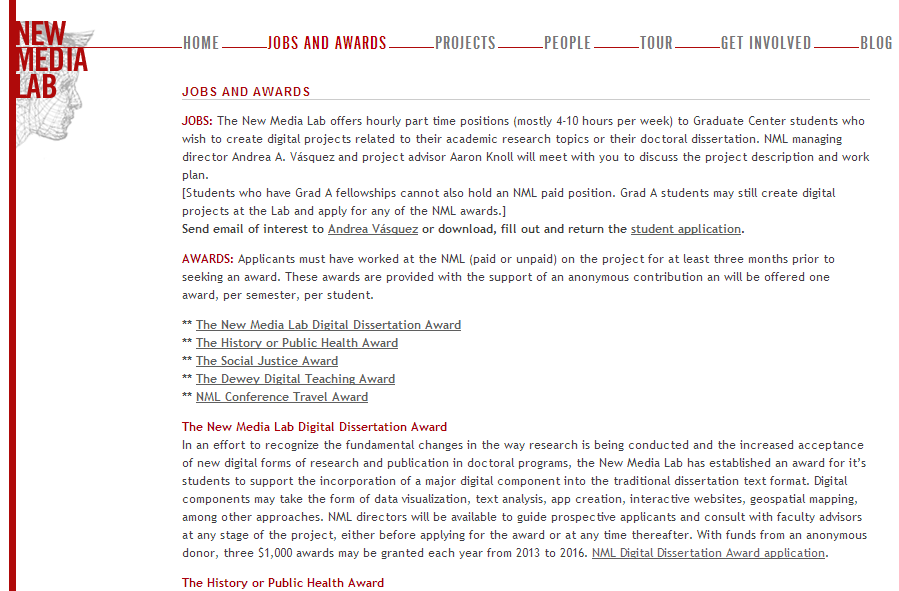 NEW
MEDIA
LAB
HOME JOBS AND AWARDS PROJECTS PEOPLE TOUR GET INVOLVED BLOG
JOBS AND AWARDS
JOBS: The New Media Lab offers hourly part time positions (mostly 4-10 hours per week) to Graduate Center students who
wish to create digital projects related to their academic research topics or their doctoral dissertation. NML managing
director Andrea A. Vásquez and project advisor Aaron Knoll will meet with you to discuss the project description and work
plan.
[Students who have Grad A fellowships cannot also hold an NML paid position. Grad A students may still create digital
projects at the Lab and apply for any of the NML awards.]
Send email of interest to Andrea Vásquez or download, fill out and return the student application.
AWARDS: Applicants must have worked at the NML (paid or unpaid) on the project for at least three months prior to
seeking an award. These awards are provided with the support of an anonymous contribution an will be offered one
award, per semester, per student.
** The New Media Lab Digital Dissertation Award
** The History or Public Health Award
** The Social Justice Award
** The Dewey Digital Teaching Award
** NML Conference Travel Award
The New Media Lab Digital Dissertation Award
In an effort to recognize the fundamental changes in the way research is being conducted and the increased acceptance
of new digital forms of research and publication in doctoral programs, the New Media Lab has established an award for it's
students to support the incorporation of a major digital component into the traditional dissertation text format. Digital
components may take the form of data visualization, text analysis, app creation, interactive websites, geospatial mapping,
among other approaches. NML directors will be available to guide prospective applicants and consult with faculty advisors
at any stage of the project, either before applying for the award or at any time thereafter. With funds from an anonymous
donor, three $1,000 awards may be granted each year from 2013 to 2016. NML Digital Dissertation Award application.
The History or Public Health Award